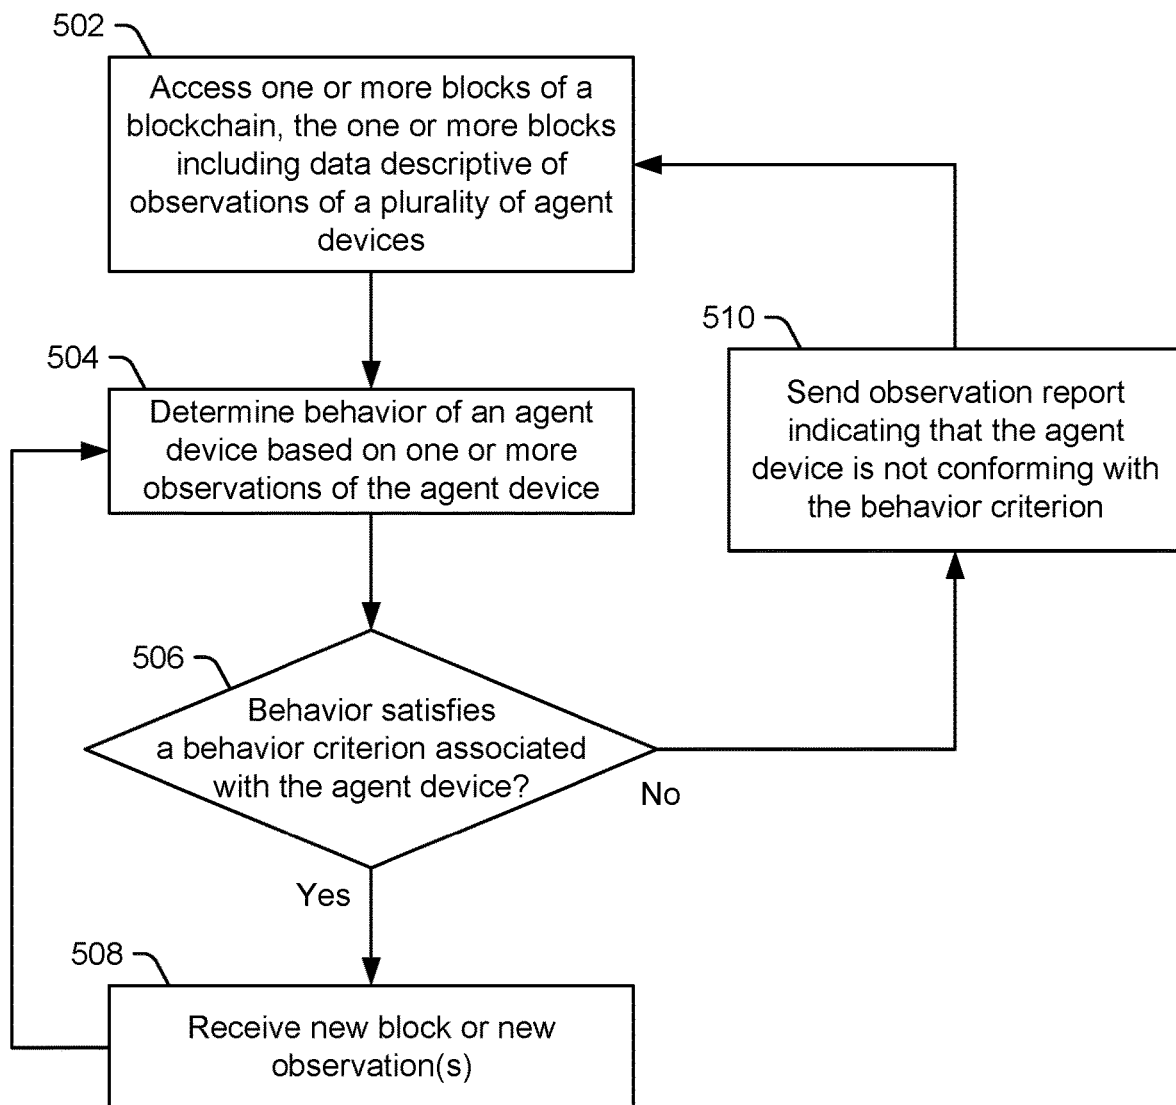 502
Access one or more blocks of a
blockchain, the one or more blocks
including data descriptive of
observations of a plurality of agent
devices
510
504
Send observation report
indicating that the agent
device is not conforming with
the behavior criterion
Determine behavior of an agent
device based on one or more
observations of the agent device
506
Behavior satisfies
a behavior criterion associated
with the agent device?
No
Yes
508
Receive new block or new
observation(s)